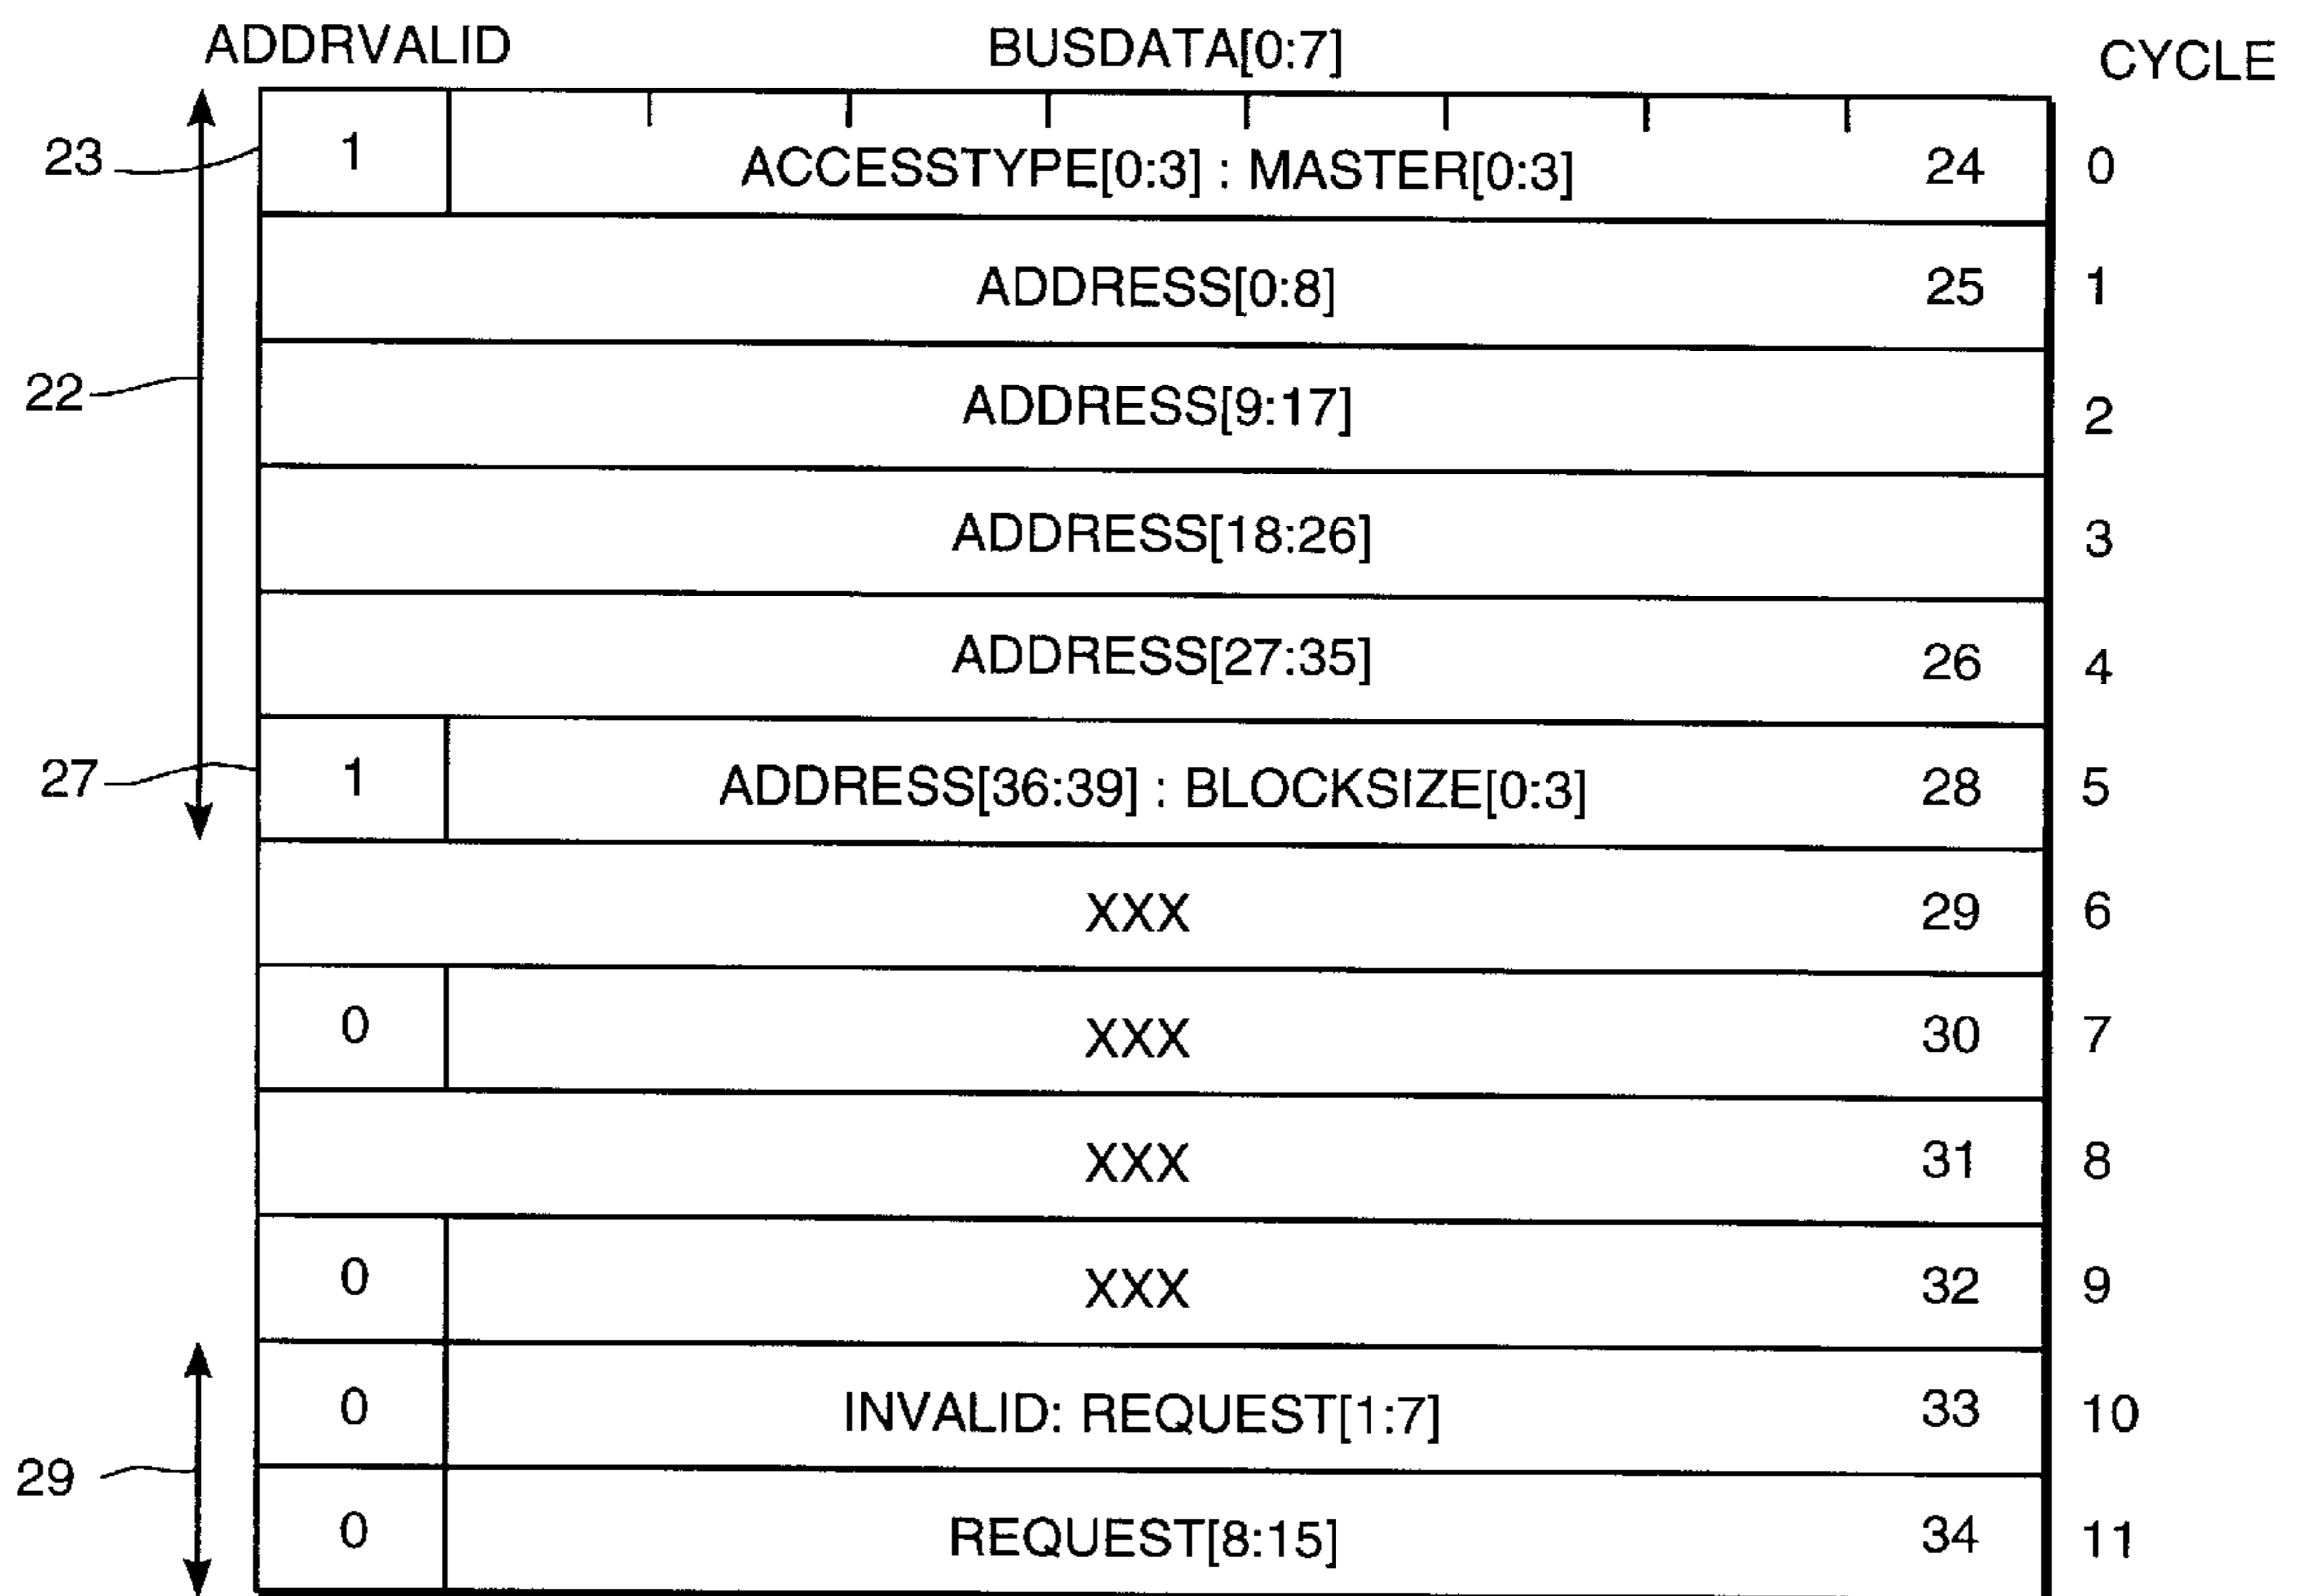 ADDRVALID BUSDATA[0:7] CYCLE
23 1 ACCESSTYPE[0:3] : MASTER[0:3] 24 0
ADDRESS[0:8] 25 1
22 ADDRESS[9:17] 2
ADDRESS[18:26] 3
ADDRESS[27:35] 26 4
27 1 ADDRESS[36:39] : BLOCKSIZE[0:3] 28 5
XXX 29 6
0 XXX 30 7
XXX 31 8
0 XXX 32 9
0 INVALID: REQUEST[1:7] 33 10
29 0 REQUEST[8:15] 34 11